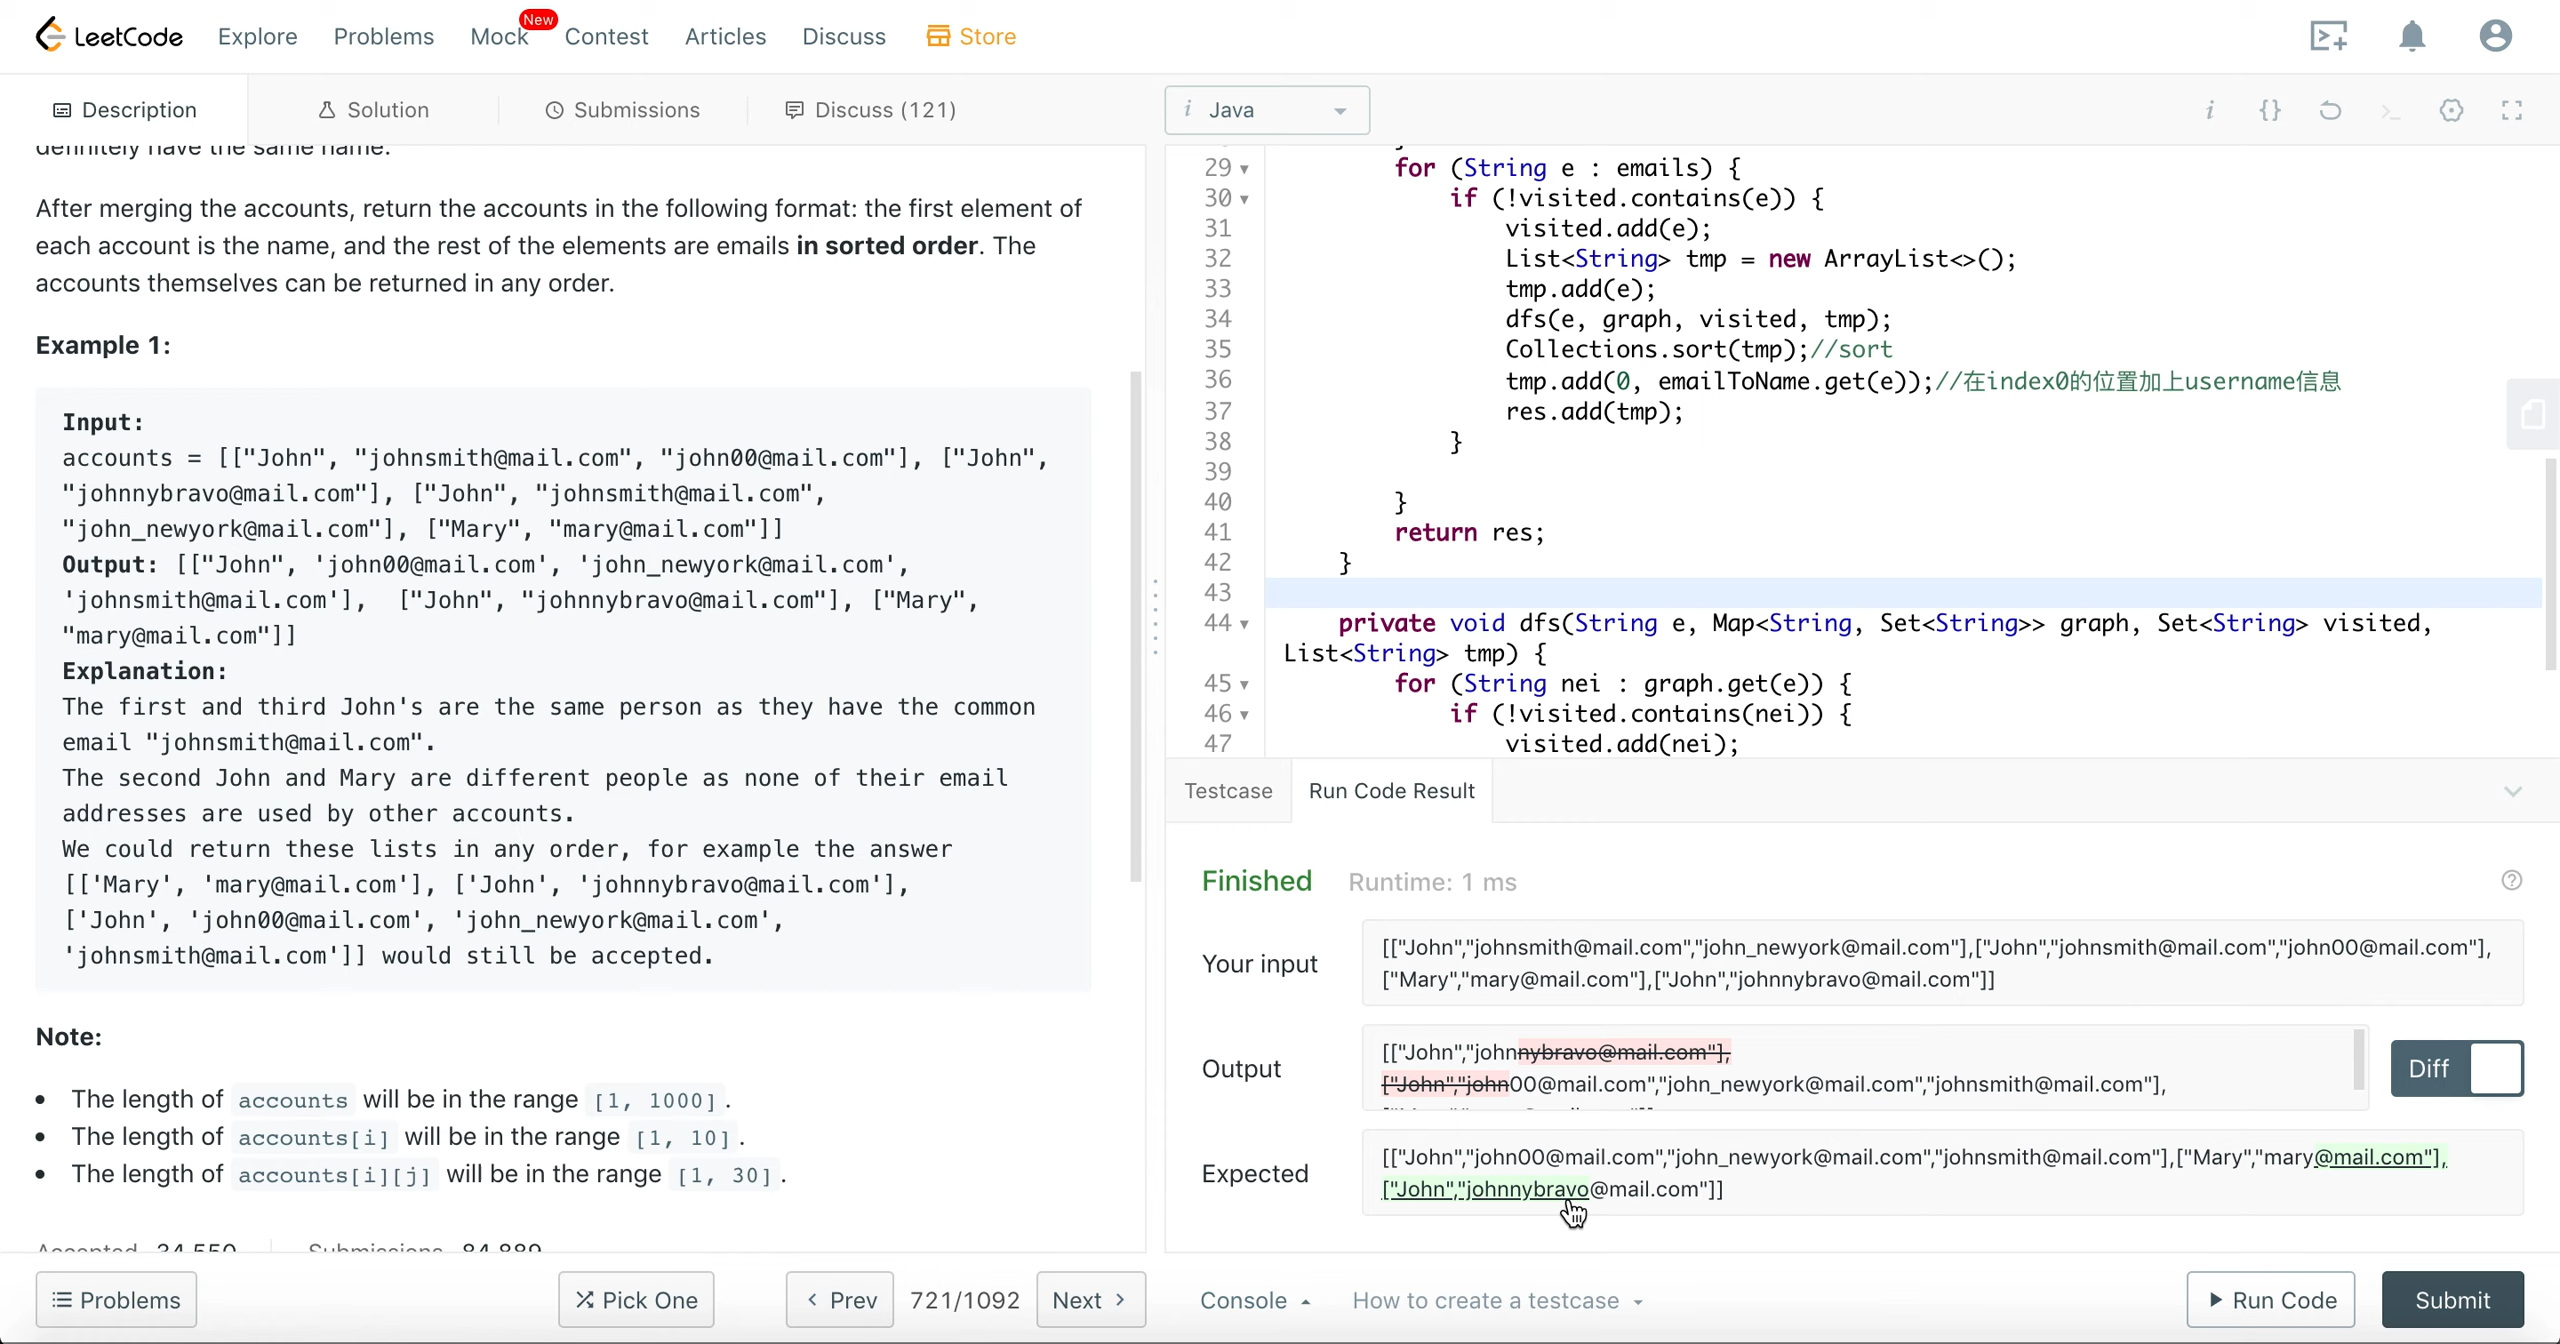 LeetCode Explore Problems Mock New Contest Articles Discuss Store
Description Solution Submissions Discuss (121)
i Java
definitely have the same name.
After merging the accounts, return the accounts in the following format: the first element of
each account is the name, and the rest of the elements are emails in sorted order. The
accounts themselves can be returned in any order.
Example 1:
Input:
accounts = [["John", "johnsmith@mail.com", "john00@mail.com"], ["John",
"johnnybravo@mail.com"], ["John", "johnsmith@mail.com",
"john_newyork@mail.com"], ["Mary", "mary@mail.com"]]
Output: [["John", 'john00@mail.com', 'john_newyork@mail.com',
'johnsmith@mail.com'],  ["John", "johnnybravo@mail.com"], ["Mary",
"mary@mail.com"]]
Explanation:
The first and third John's are the same person as they have the common
email "johnsmith@mail.com".
The second John and Mary are different people as none of their email
addresses are used by other accounts.
We could return these lists in any order, for example the answer
[['Mary', 'mary@mail.com'], ['John', 'johnnybravo@mail.com'],
['John', 'john00@mail.com', 'john_newyork@mail.com',
'johnsmith@mail.com']] would still be accepted.
Note:
• The length of accounts will be in the range [1, 1000].
• The length of accounts[i] will be in the range [1, 10].
• The length of accounts[i][j] will be in the range [1, 30].
Accepted 34,550 Submissions 84,889
Problems Pick One < Prev 721/1092 Next >
29 for (String e : emails) {
30 if (!visited.contains(e)) {
31 visited.add(e);
32 List<String> tmp = new ArrayList<>();
33 tmp.add(e);
34 dfs(e, graph, visited, tmp);
35 Collections.sort(tmp);//sort
36 tmp.add(0, emailToName.get(e));//在index0的位置加上username信息
37 res.add(tmp);
38 }
39
40 }
41 return res;
42 }
43
44 private void dfs(String e, Map<String, Set<String>> graph, Set<String> visited,
List<String> tmp) {
45 for (String nei : graph.get(e)) {
46 if (!visited.contains(nei)) {
47 visited.add(nei);
Testcase Run Code Result
Finished Runtime: 1 ms
Your input
[["John","johnsmith@mail.com","john_newyork@mail.com"],["John","johnsmith@mail.com","john00@mail.com"],
["Mary","mary@mail.com"],["John","johnnybravo@mail.com"]]
Output
[["John","johnnybravo@mail.com"],
["John","john00@mail.com","john_newyork@mail.com","johnsmith@mail.com"],
Diff
Expected
[["John","john00@mail.com","john_newyork@mail.com","johnsmith@mail.com"],["Mary","mary@mail.com"],
["John","johnnybravo@mail.com"]]
Console How to create a testcase Run Code Submit